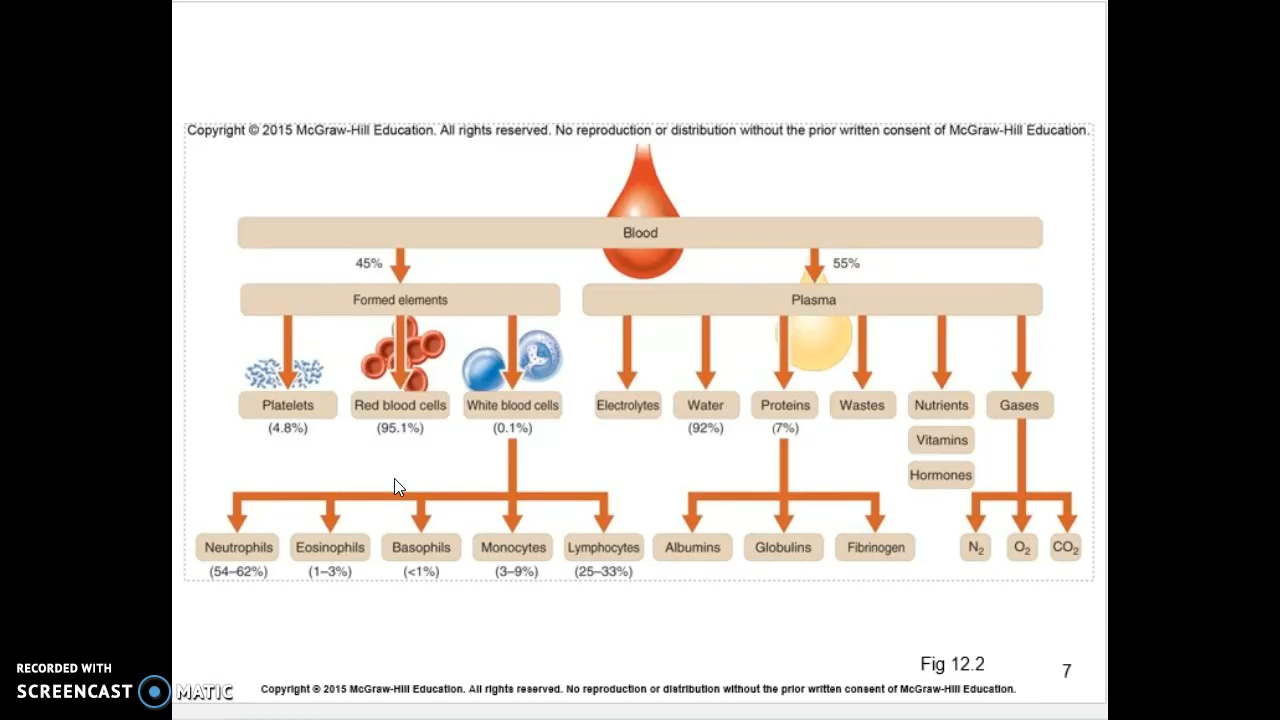 Copyright © 2015 McGraw-Hill Education. All rights reserved. No reproduction or distribution without the prior written consent of McGraw-Hill Education.
Blood
45% 55%
Formed elements Plasma
Platelets Red blood cells White blood cells Electrolytes Water Proteins Wastes Nutrients Gases
(4.8%) (95.1%) (0.1%) (92%) (7%)
Vitamins
Hormones
Neutrophils Eosinophils Basophils Monocytes Lymphocytes Albumins Globulins Fibrinogen N₂ O₂ CO₂
(54–62%) (1–3%) (<1%) (3–9%) (25–33%)
Fig 12.2
7
RECORDED WITH
SCREENCAST MATIC
Copyright © 2015 McGraw-Hill Education. All rights reserved. No reproduction or distribution without the prior written consent of McGraw-Hill Education.